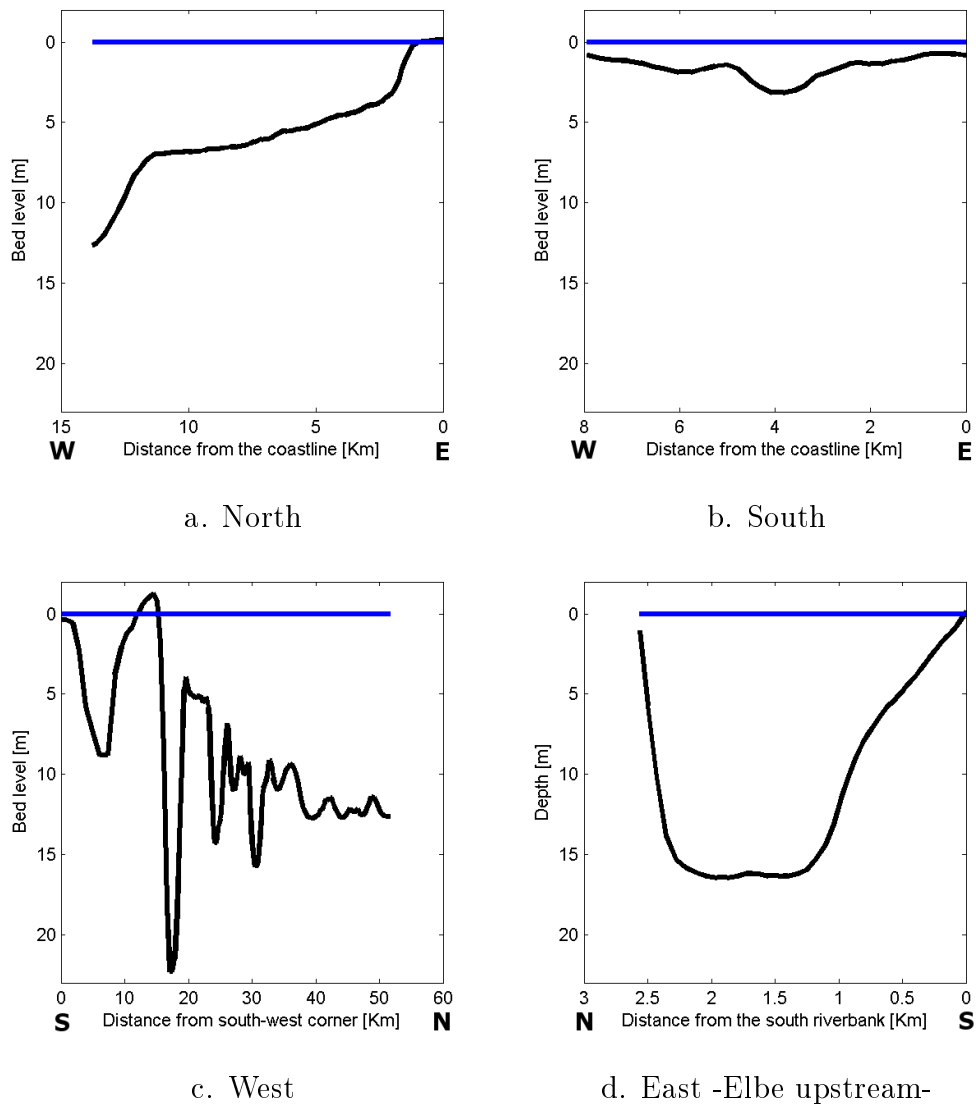 0
5
10
15
20
Bed level [m]
15 10 5 0
W Distance from the coastline [Km] E
a. North
0
5
10
15
20
Bed level [m]
8 6 4 2 0
W Distance from the coastline [Km] E
b. South
0
5
10
15
20
Bed level [m]
0 10 20 30 40 50 60
S Distance from south-west corner [Km] N
c. West
0
5
10
15
20
Depth [m]
3 2.5 2 1.5 1 0.5 0
N Distance from the south riverbank [Km] S
d. East -Elbe upstream-